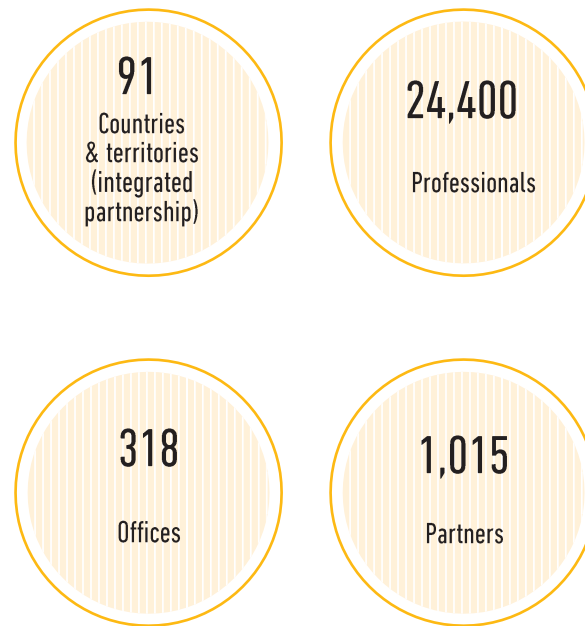 91
Countries
& territories
(integrated
partnership)
24,400
Professionals
318
Offices
1,015
Partners